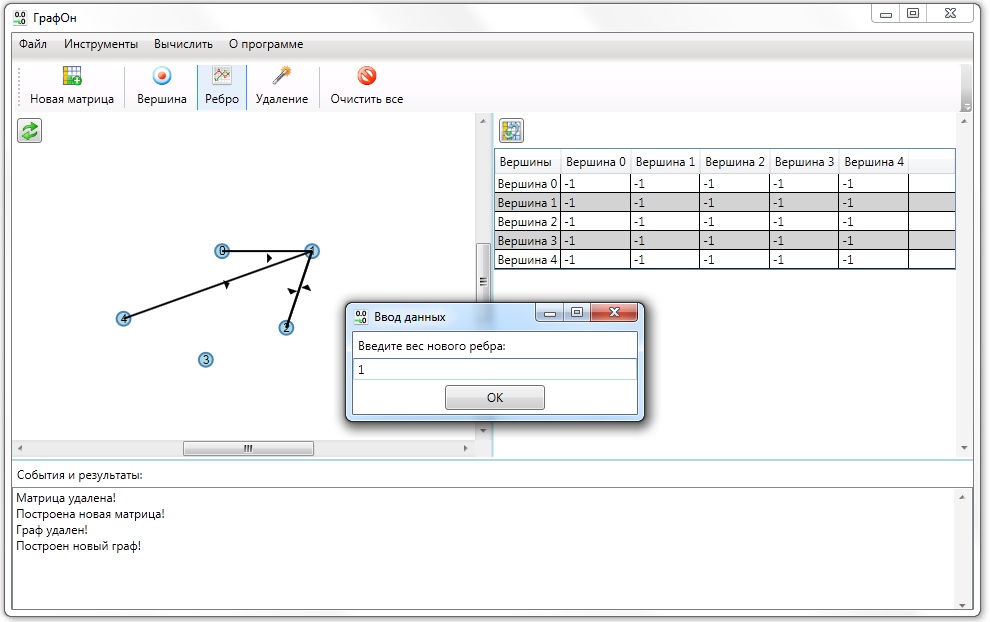 ГрафОн
Файл Инструменты Вычислить О программе
Новая матрица Вершина Ребро Удаление Очистить все
Вершины Вершина 0 Вершина 1 Вершина 2 Вершина 3 Вершина 4
Вершина 0 -1 -1 -1 -1 -1
Вершина 1 -1 -1 -1 -1 -1
Вершина 2 -1 -1 -1 -1 -1
Вершина 3 -1 -1 -1 -1 -1
Вершина 4 -1 -1 -1 -1 -1
0 1
4
2
3
Ввод данных
Введите вес нового ребра:
1
OK
События и результаты:
Матрица удалена!
Построена новая матрица!
Граф удален!
Построен новый граф!